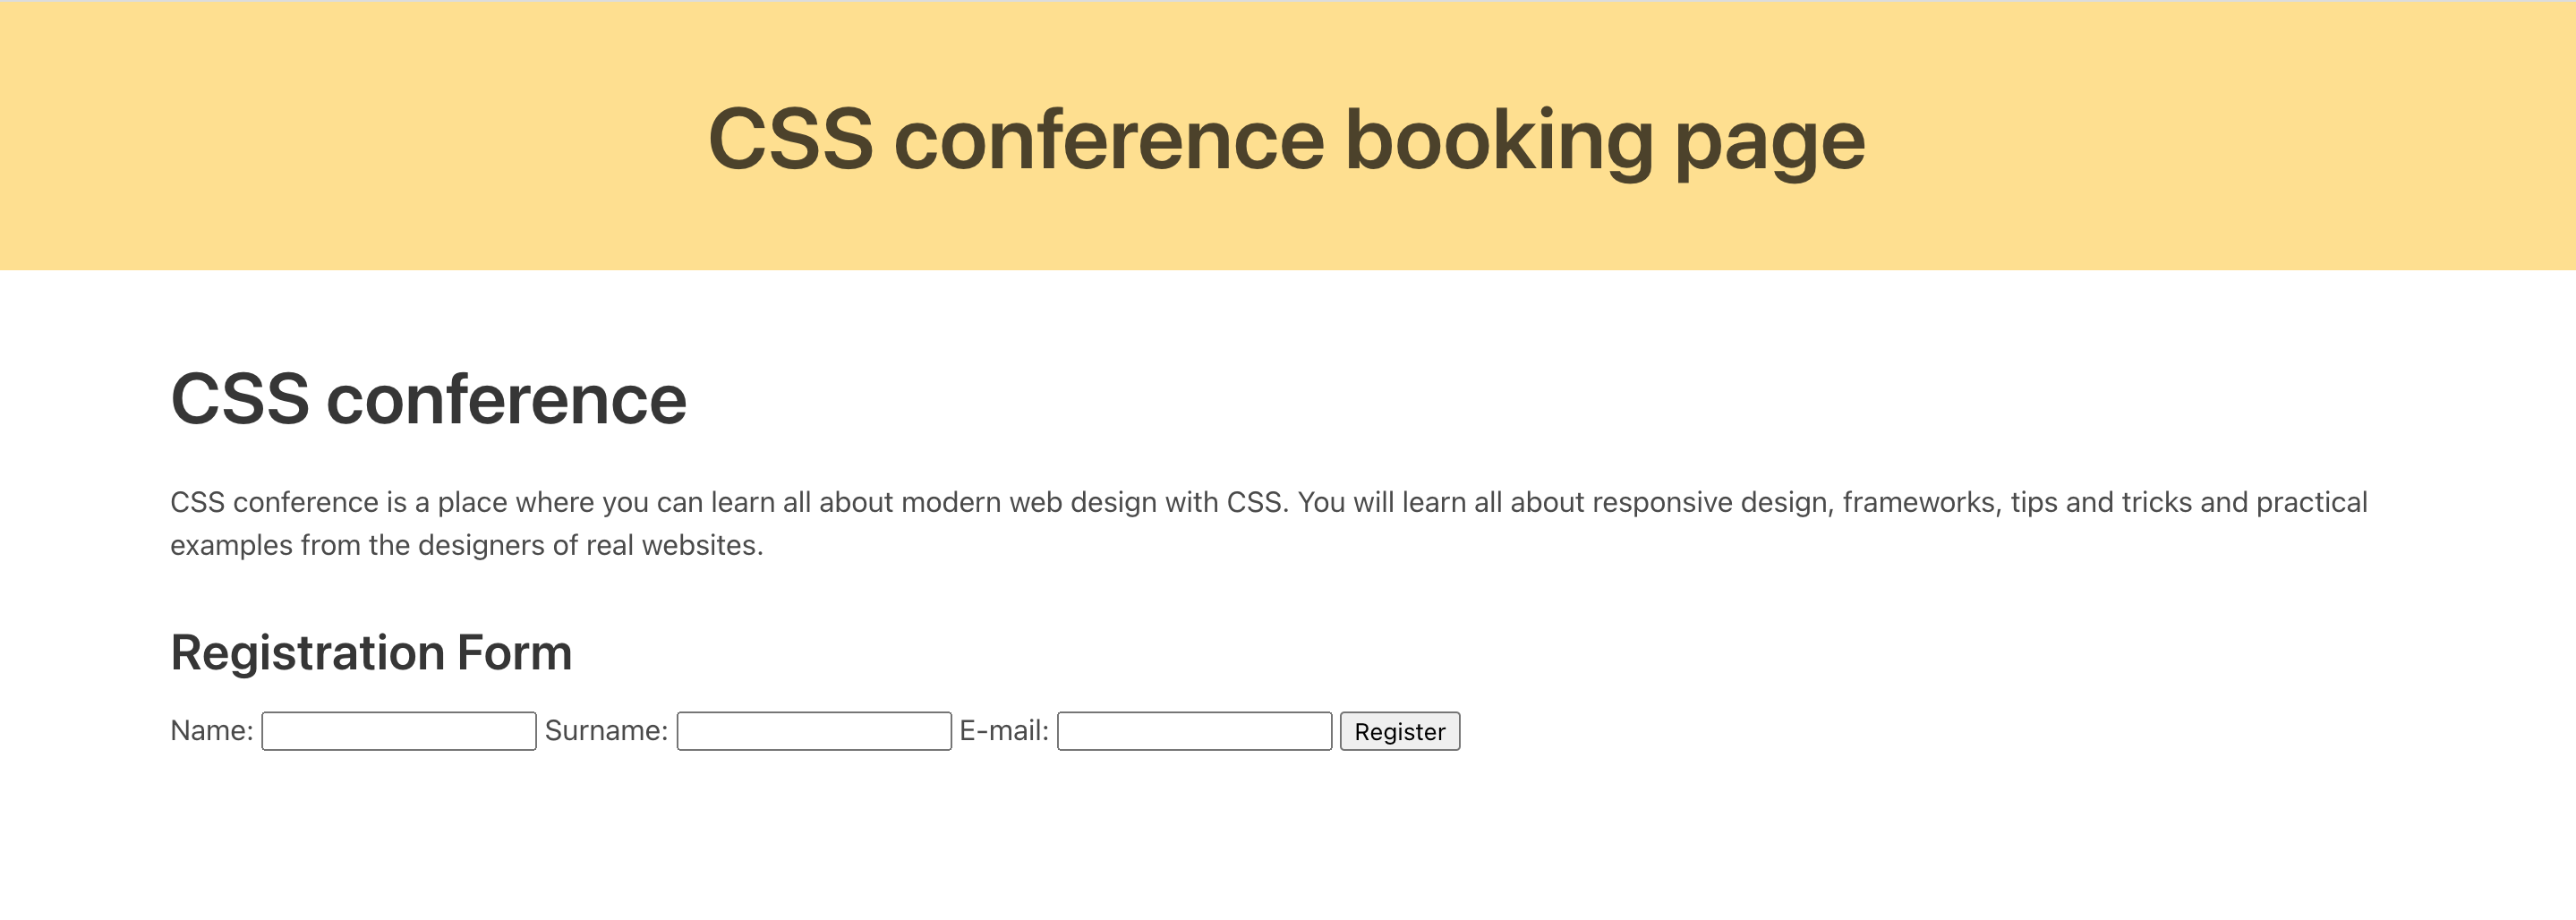 CSS conference booking page
CSS conference
CSS conference is a place where you can learn all about modern web design with CSS. You will learn all about responsive design, frameworks, tips and tricks and practical
examples from the designers of real websites.
Registration Form
Name: Surname: E-mail: Register